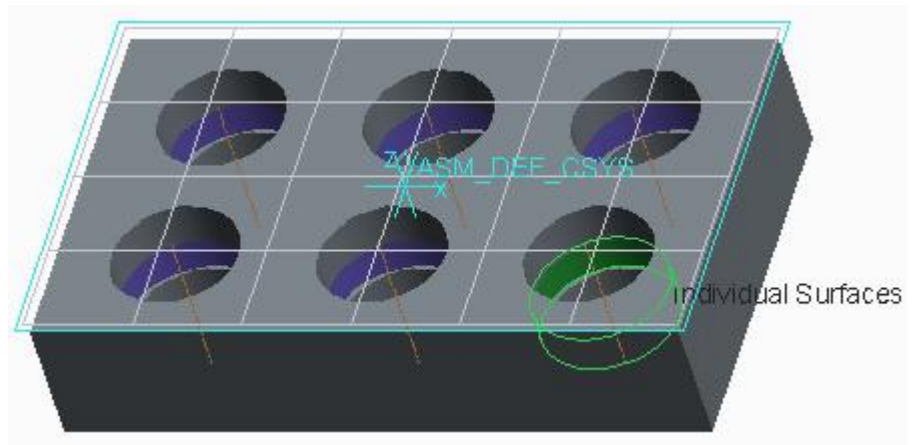 Z Y ASM_DEF_CSYS
X
Individual Surfaces